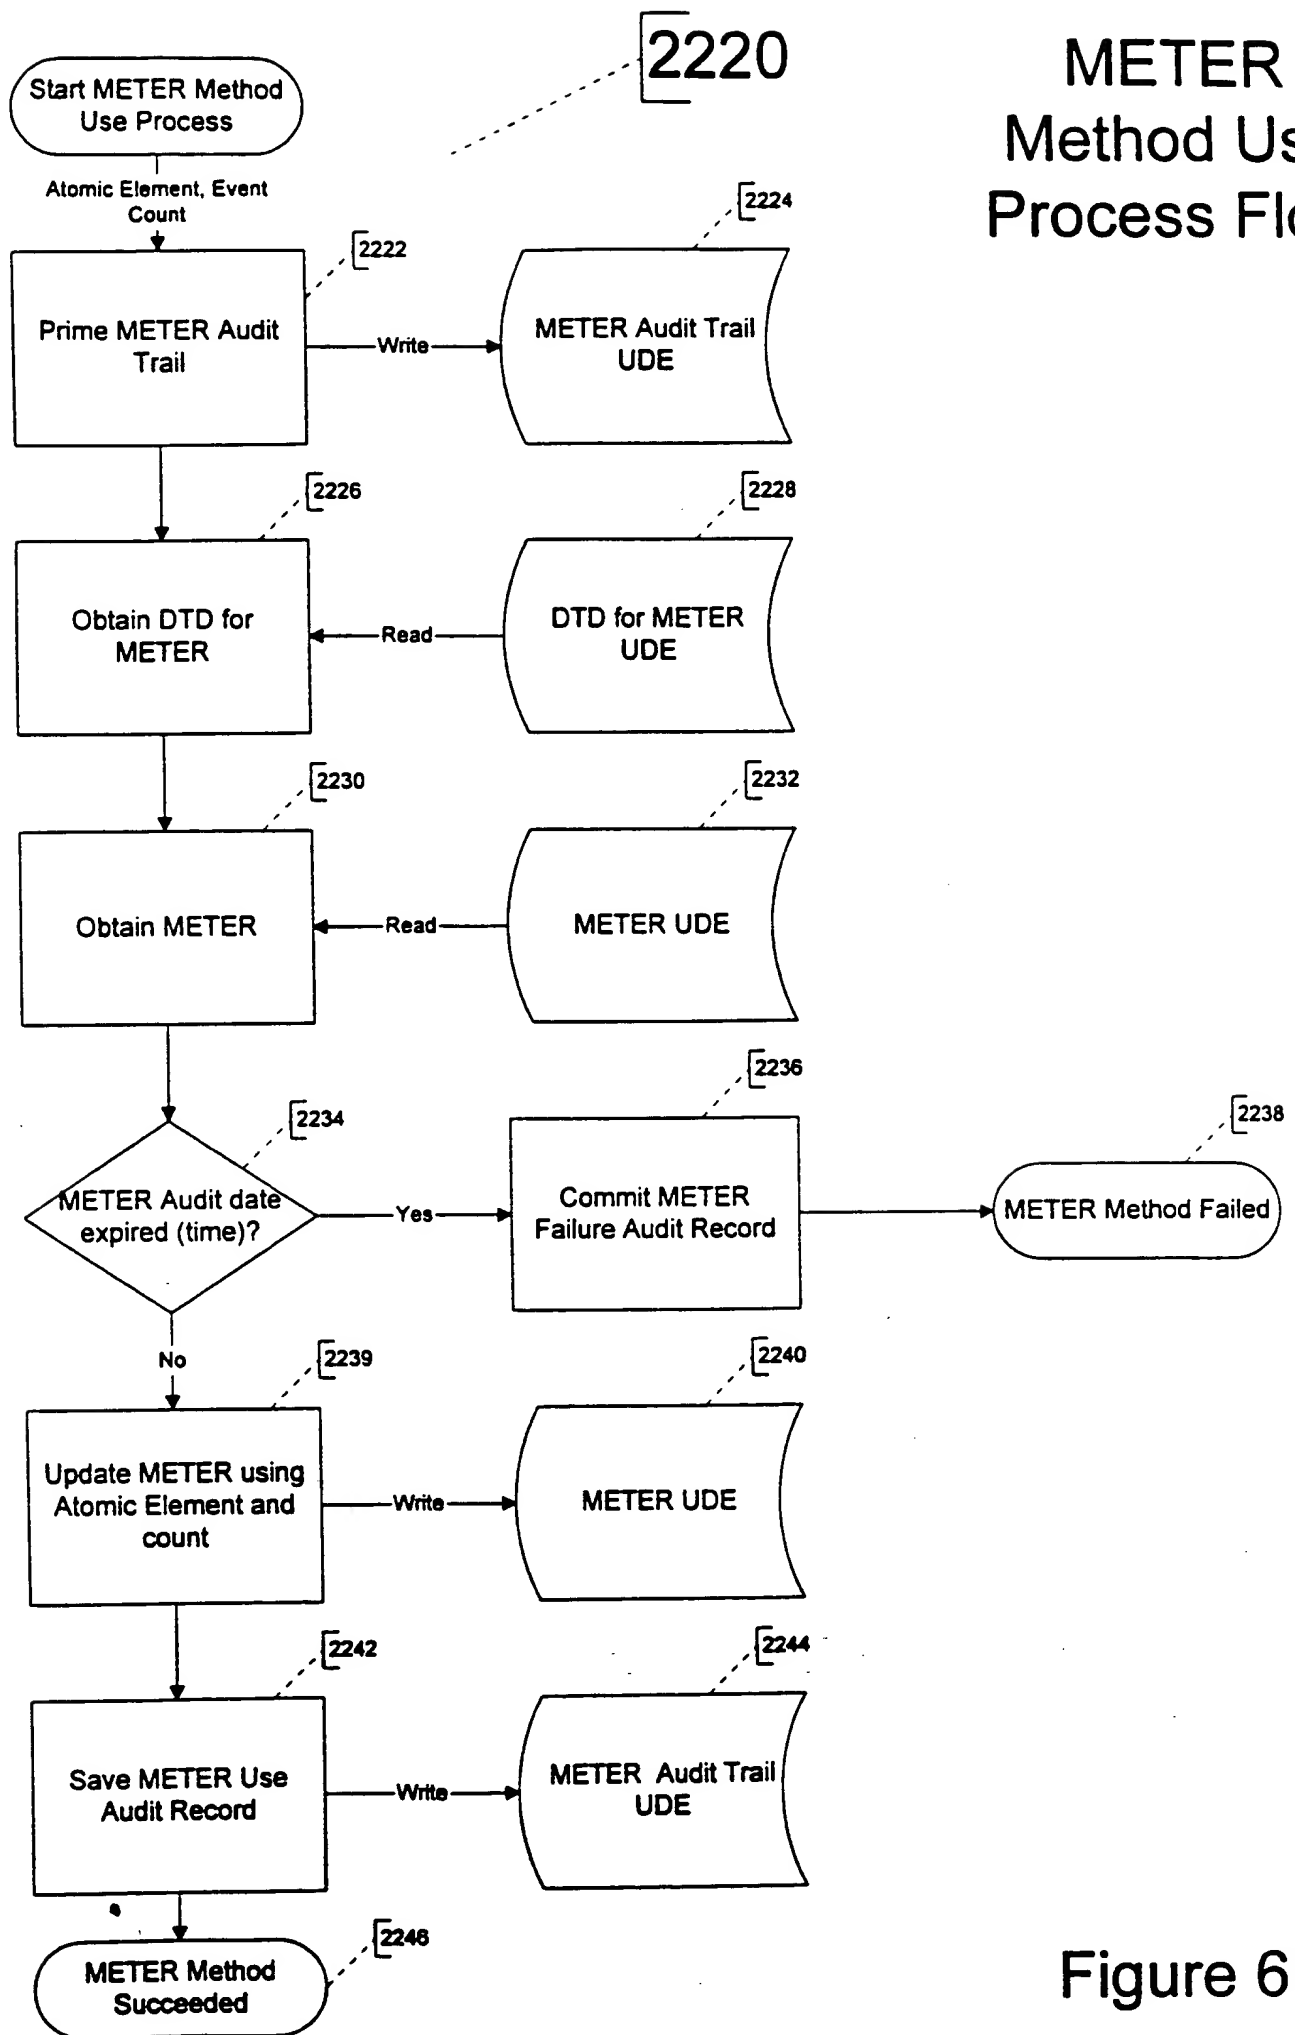 2220
METER
Method Us
Process Flo
Start METER Method
Use Process
Atomic Element, Event
Count
2222
2224
Prime METER Audit
Trail
Write
METER Audit Trail
UDE
2226
2228
Obtain DTD for
METER
Read
DTD for METER
UDE
2230
2232
Obtain METER
Read
METER UDE
2234
2236
2238
METER Audit date
expired (time)?
Yes
Commit METER
Failure Audit Record
METER Method Failed
No
2239
2240
Update METER using
Atomic Element and
count
Write
METER UDE
2242
2244
Save METER Use
Audit Record
Write
METER Audit Trail
UDE
2246
METER Method
Succeeded
Figure 6